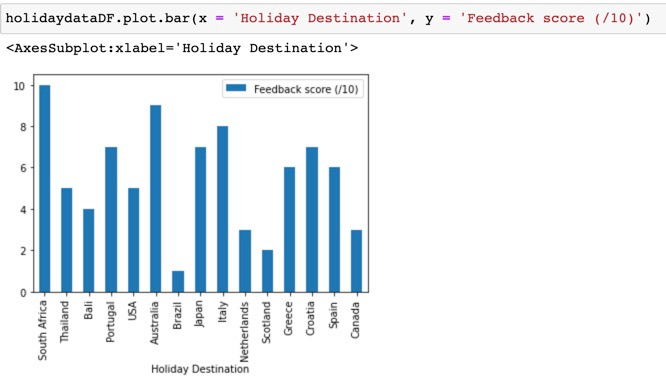 holidaydataDF.plot.bar(x = 'Holiday Destination', y = 'Feedback score (/10)')
<AxesSubplot:xlabel='Holiday Destination'>
Feedback score (/10)
10
8
6
4
2
0
South Africa
Thailand
Bali
Portugal
USA
Australia
Brazil
Japan
Italy
Netherlands
Scotland
Greece
Croatia
Spain
Canada
Holiday Destination